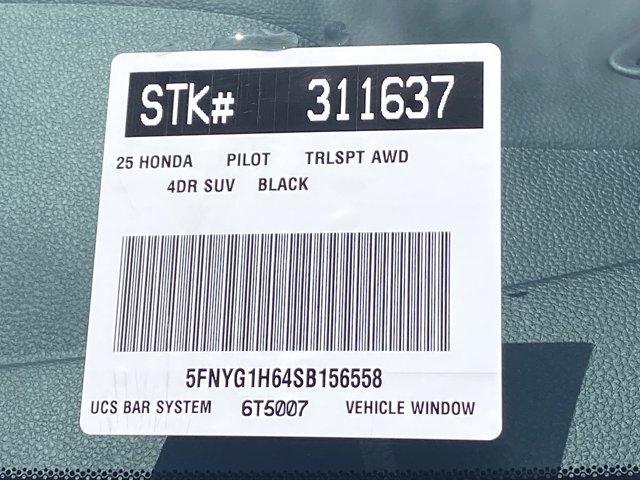 STK# 311637
25 HONDA PILOT TRLSPT AWD
4DR SUV BLACK
5FNYG1H64SB156558
UCS BAR SYSTEM 6T5007 VEHICLE WINDOW